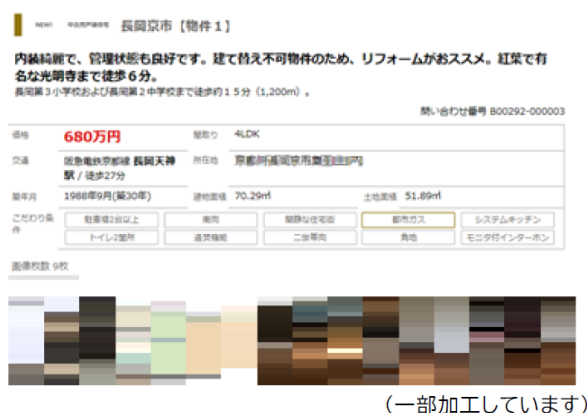 NEW! 中古一戸建住宅 長岡京市【物件1】
内装綺麗で、管理状態も良好です。建て替え不可物件のため、リフォームがおススメ。紅葉で有
名な光明寺まで徒歩6分。
長岡第3小学校および長岡第2中学校まで徒歩約15分（1,200m）。
問い合わせ番号 B00292-000003
価格 680万円 間取り 4LDK
交通 阪急電鉄京都線 長岡天神
駅 / 徒歩27分 所在地 京都府長岡京市
築年月 1988年9月(築30年) 建物面積 70.29㎡ 土地面積 51.89㎡
こだわり条
件 駐車場2台以上 南向 閑静な住宅街 都市ガス システムキッチン
トイレ2箇所 追焚機能 二世帯向 角地 モニタ付インターホン
画像枚数 9枚
（一部加工しています）